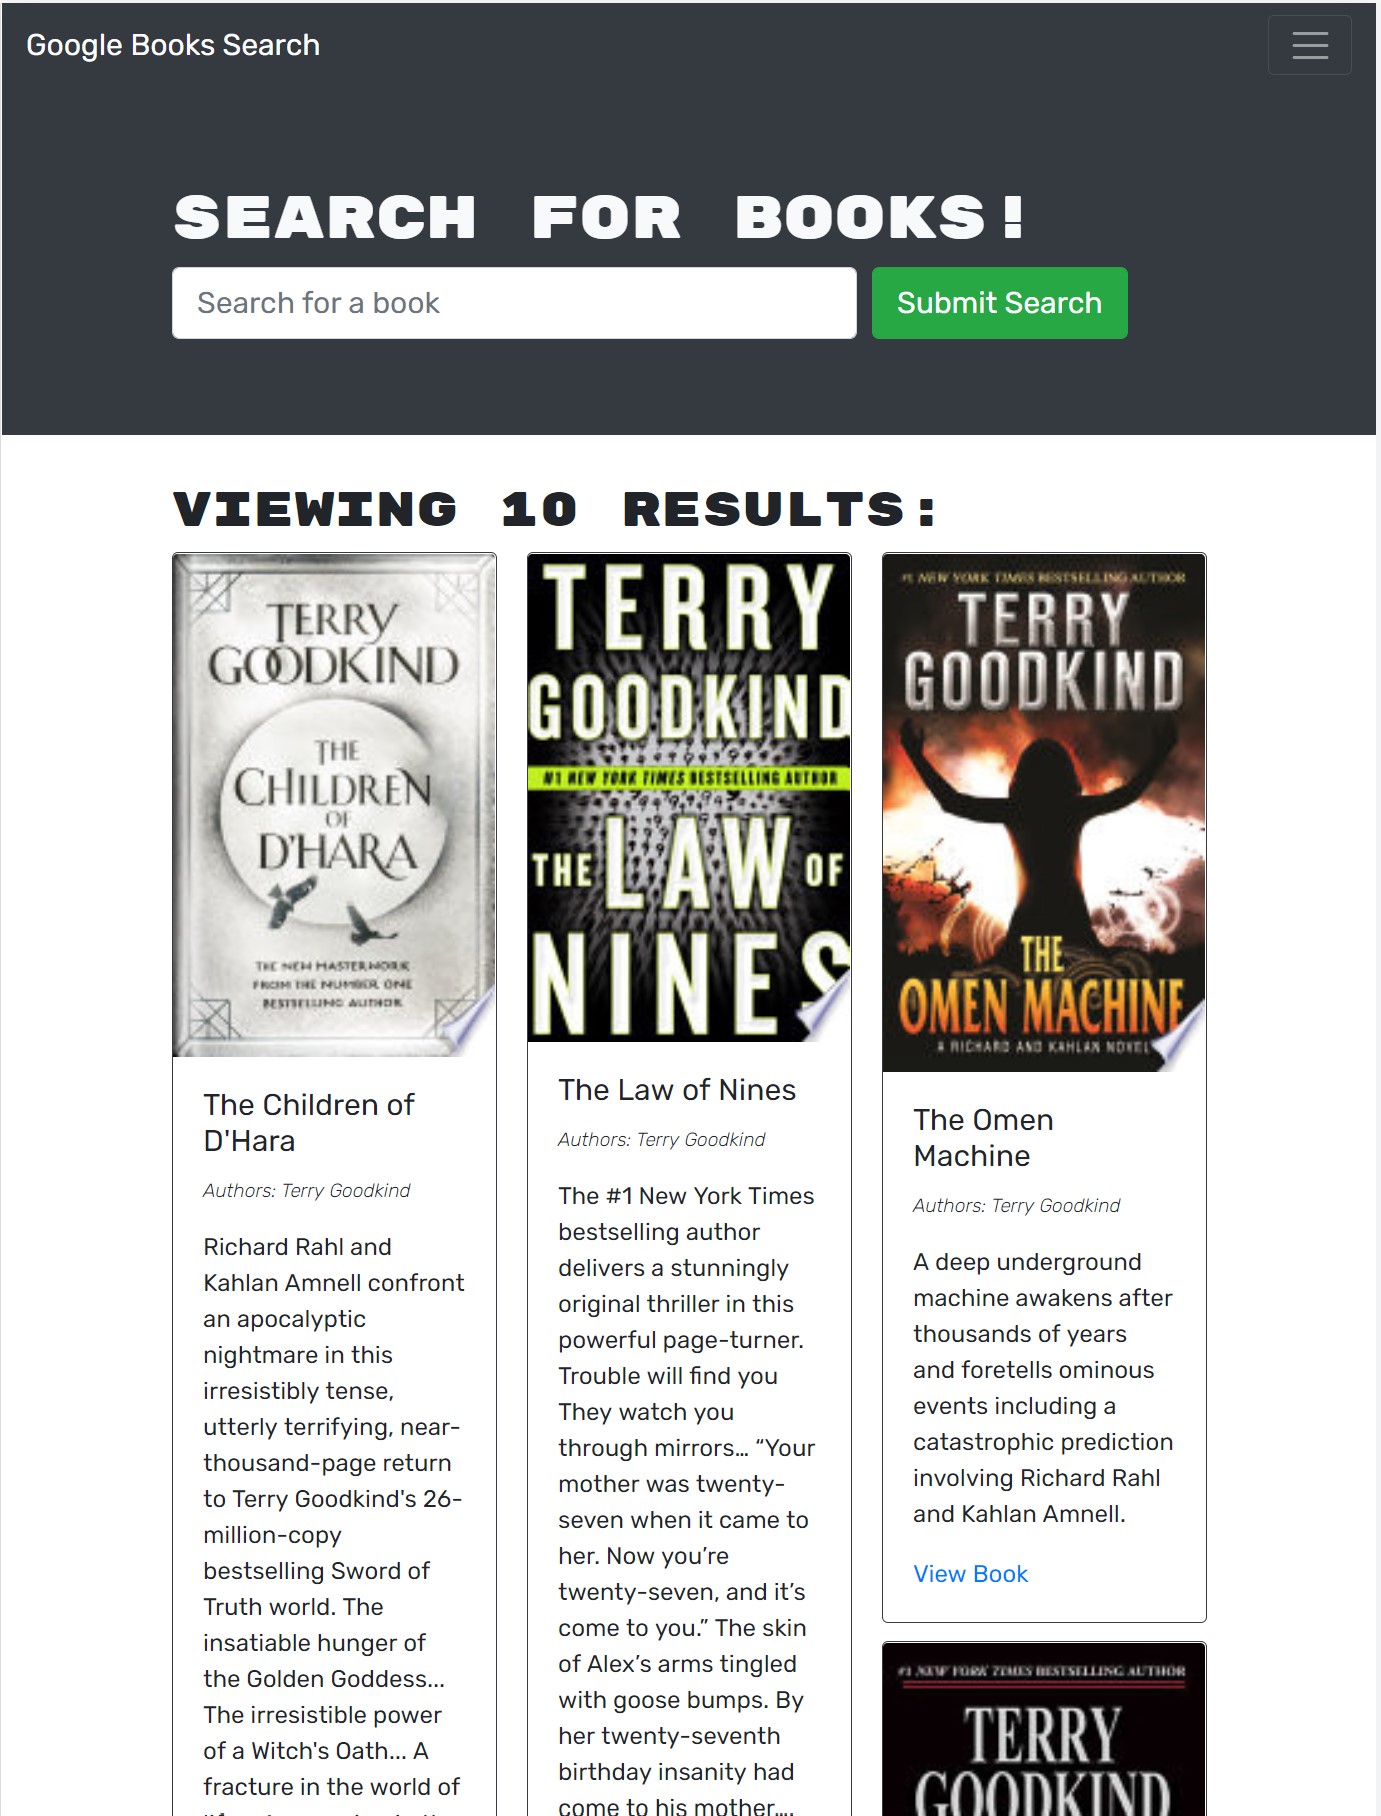 Google Books Search
SEARCH FOR BOOKS!
Search for a book
Submit Search
VIEWING 10 RESULTS:
TERRY
GOODKIND
THE
CHILDREN
OF
D'HARA
THE NEW MASTERWORK
FROM THE NUMBER ONE
BESTSELLING AUTHOR
The Children of
D'Hara
Authors: Terry Goodkind
Richard Rahl and
Kahlan Amnell confront
an apocalyptic
nightmare in this
irresistibly tense,
utterly terrifying, near-
thousand-page return
to Terry Goodkind's 26-
million-copy
bestselling Sword of
Truth world. The
insatiable hunger of
the Golden Goddess...
The irresistible power
of a Witch's Oath... A
fracture in the world of
TERRY
GOODKIND
#1 NEW YORK TIMES BESTSELLING AUTHOR
THE LAW OF
NINES
The Law of Nines
Authors: Terry Goodkind
The #1 New York Times
bestselling author
delivers a stunningly
original thriller in this
powerful page-turner.
Trouble will find you
They watch you
through mirrors… “Your
mother was twenty-
seven when it came to
her. Now you’re
twenty-seven, and it’s
come to you.” The skin
of Alex’s arms tingled
with goose bumps. By
her twenty-seventh
birthday insanity had
come to his mother....
#1 NEW YORK TIMES BESTSELLING AUTHOR
TERRY
GOODKIND
THE
OMEN MACHINE
A RICHARD AND KAHLAN NOVEL
The Omen
Machine
Authors: Terry Goodkind
A deep underground
machine awakens after
thousands of years
and foretells ominous
events including a
catastrophic prediction
involving Richard Rahl
and Kahlan Amnell.
View Book
#1 NEW YORK TIMES BESTSELLING AUTHOR
TERRY
GOODKIND